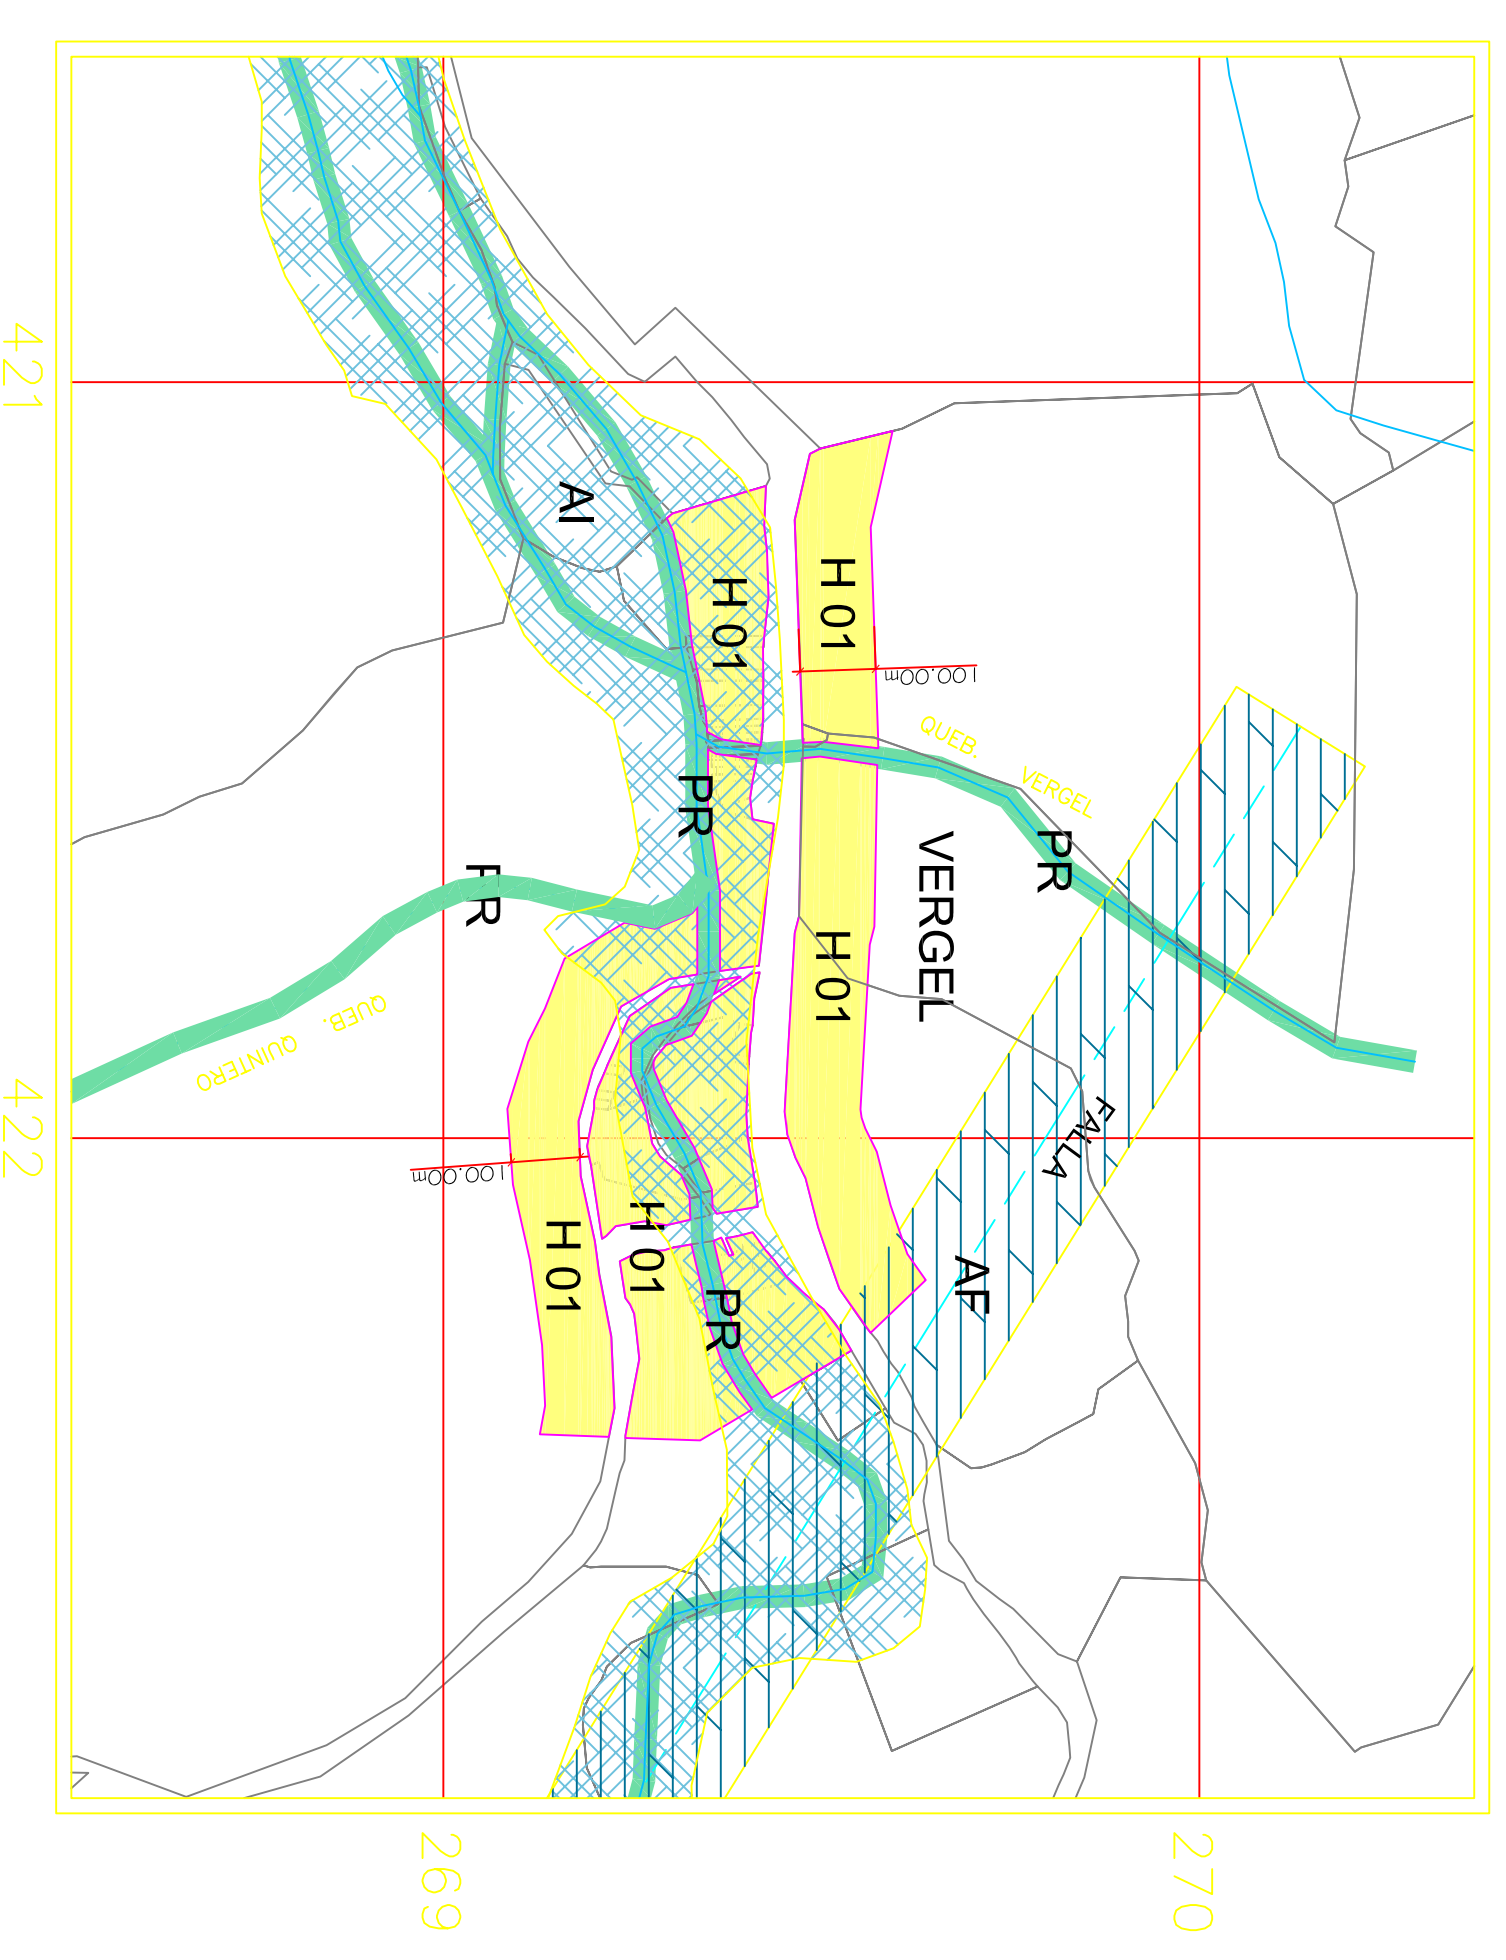 421
422
269
270
AI
H 01
H 01
100.00m
QUEB.
VERGEL
PR
PR
VERGEL
PR
H 01
QUEB.
QUINTERO
FALLA
100.00m
H 01
H 01
PR
AF